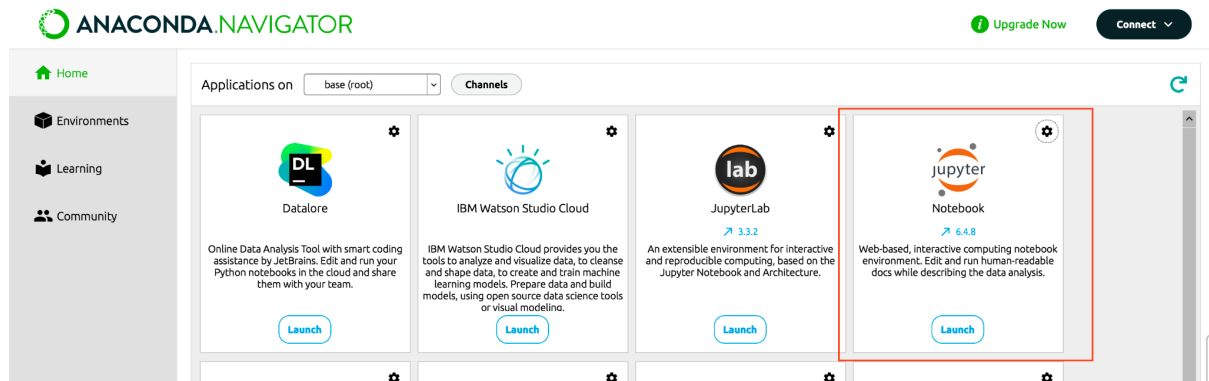 ANACONDA.NAVIGATOR
i Upgrade Now
Connect
Home
Applications on
base (root)
Channels
Environments
Learning
Community
DL
Datalore
Online Data Analysis Tool with smart coding
assistance by JetBrains. Edit and run your
Python notebooks in the cloud and share
them with your team.
Launch
IBM Watson Studio Cloud
IBM Watson Studio Cloud provides you the
tools to analyze and visualize data, to cleanse
and shape data, to create and train machine
learning models. Prepare data and build
models, using open source data science tools
or visual modeling.
Launch
lab
JupyterLab
3.3.2
An extensible environment for interactive
and reproducible computing, based on the
Jupyter Notebook and Architecture.
Launch
jupyter
Notebook
6.4.8
Web-based, interactive computing notebook
environment. Edit and run human-readable
docs while describing the data analysis.
Launch